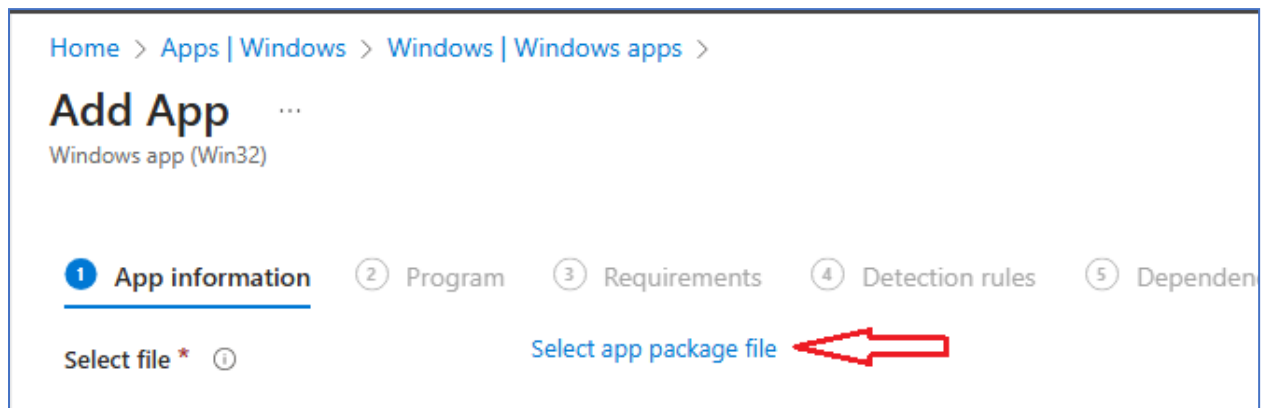 Home > Apps | Windows > Windows | Windows apps >
Add App ...
Windows app (Win32)
1 App information 2 Program 3 Requirements 4 Detection rules 5 Dependen
Select file * Select app package file